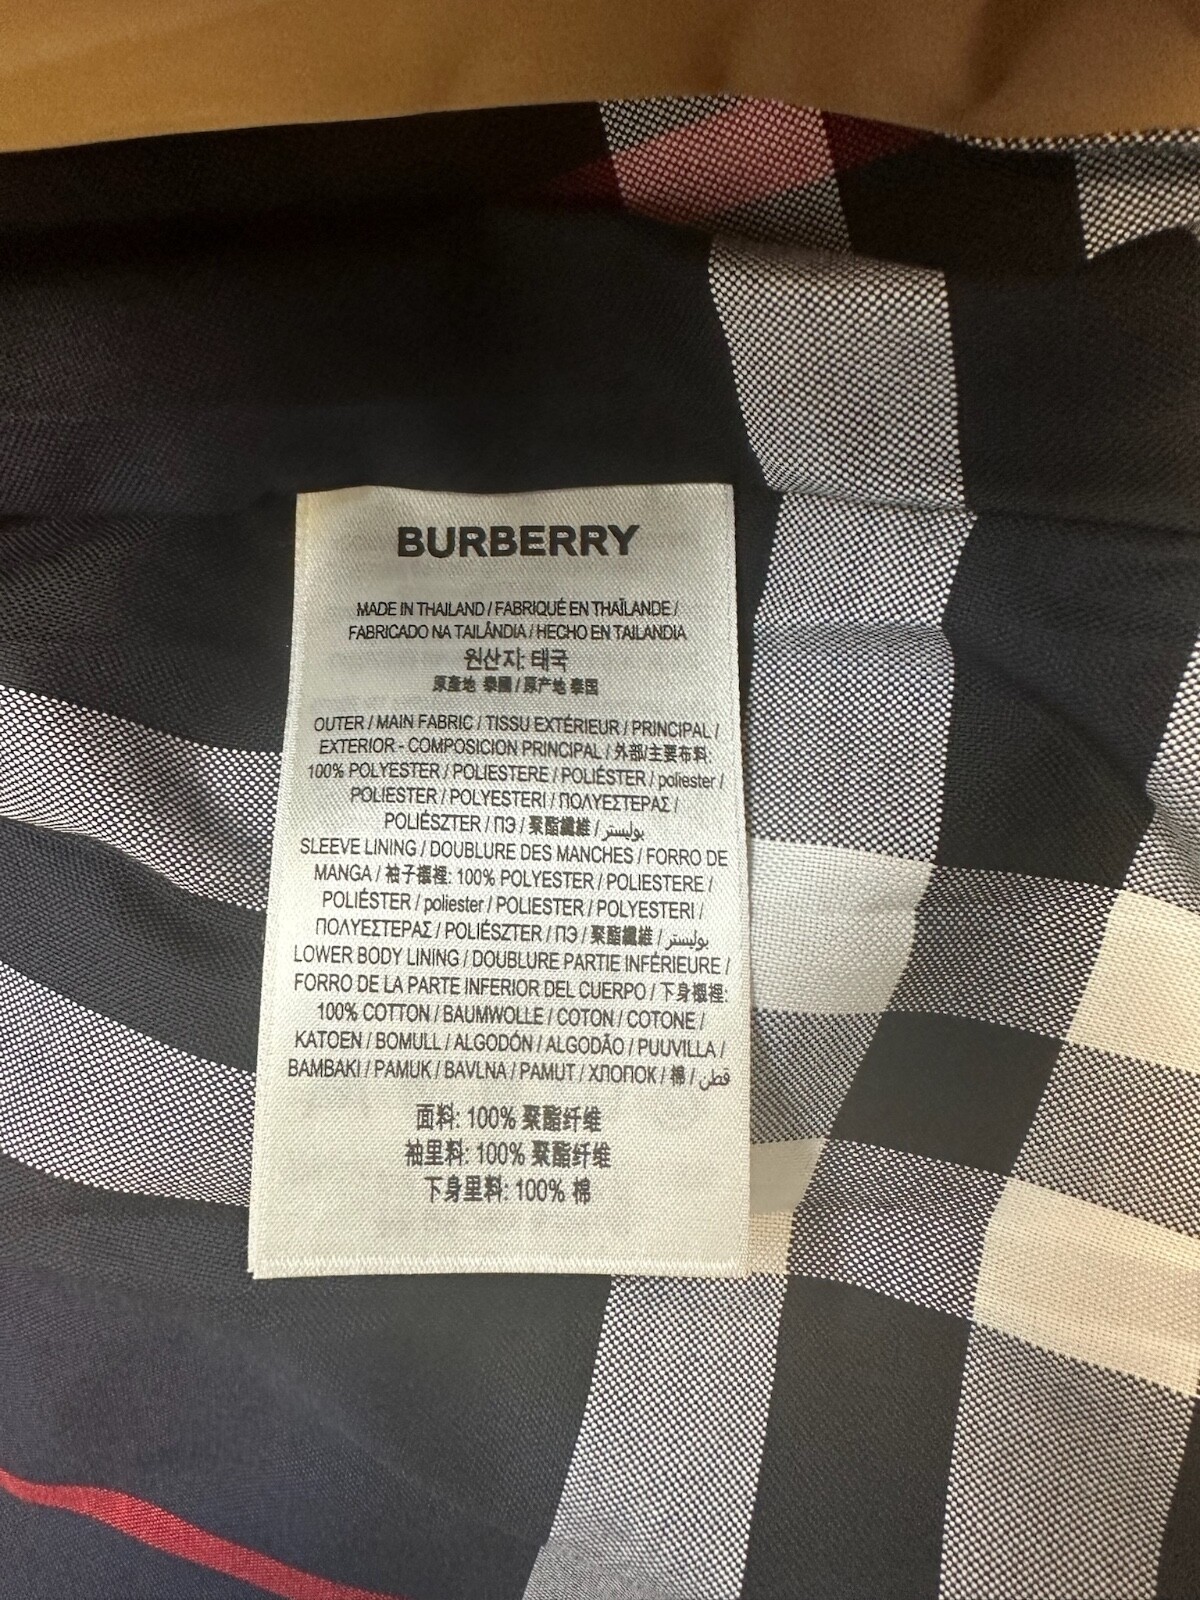 BURBERRY
MADE IN THAILAND / FABRIQUÉ EN THAÏLANDE /
FABRICADO NA TAILÂNDIA / HECHO EN TAILANDIA
원산지: 태국
原產地 泰國 / 原产地 泰国
OUTER / MAIN FABRIC / TISSU EXTÉRIEUR / PRINCIPAL /
EXTERIOR - COMPOSICION PRINCIPAL / 外部/主要布料:
100% POLYESTER / POLIESTERE / POLIÉSTER / poliester /
POLIESTER / POLYESTERI / ΠΟΛΥΕΣΤΕΡΑΣ /
POLIÉSZTER / ПЭ / 聚酯纖維 / بوليستر
SLEEVE LINING / DOUBLURE DES MANCHES / FORRO DE
MANGA / 袖子襯裡: 100% POLYESTER / POLIESTERE /
POLIÉSTER / poliester / POLIESTER / POLYESTERI /
ΠΟΛΥΕΣΤΕΡΑΣ / POLIÉSZTER / ПЭ / 聚酯纖維 / بوليستر
LOWER BODY LINING / DOUBLURE PARTIE INFÉRIEURE /
FORRO DE LA PARTE INFERIOR DEL CUERPO / 下身襯裡:
100% COTTON / BAUMWOLLE / COTON / COTONE /
KATOEN / BOMULL / ALGODÓN / ALGODÃO / PUUVILLA /
BAMBAKI / PAMUK / BAVLNA / PAMUT / ХЛОПОК / 棉 / قطن
面料: 100% 聚酯纤维
袖里料: 100% 聚酯纤维
下身里料: 100% 棉